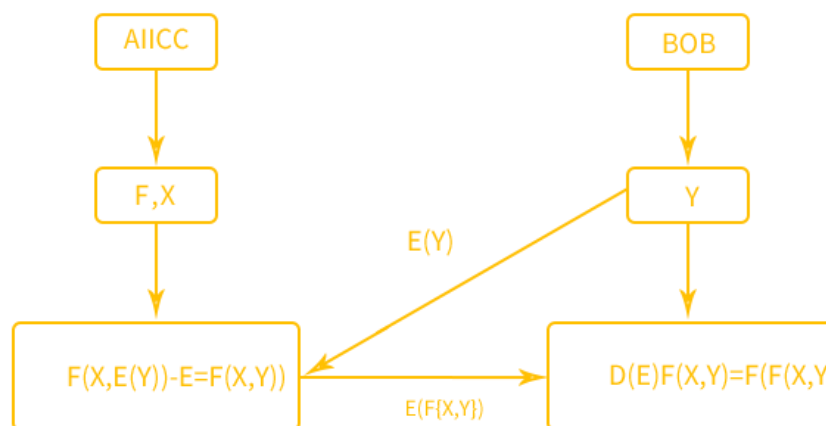 AIICC
BOB
F,X
Y
E(Y)
F(X,E(Y))-E=F(X,Y))
D(E)F(X,Y)=F(F(X,Y
E(F{X,Y})